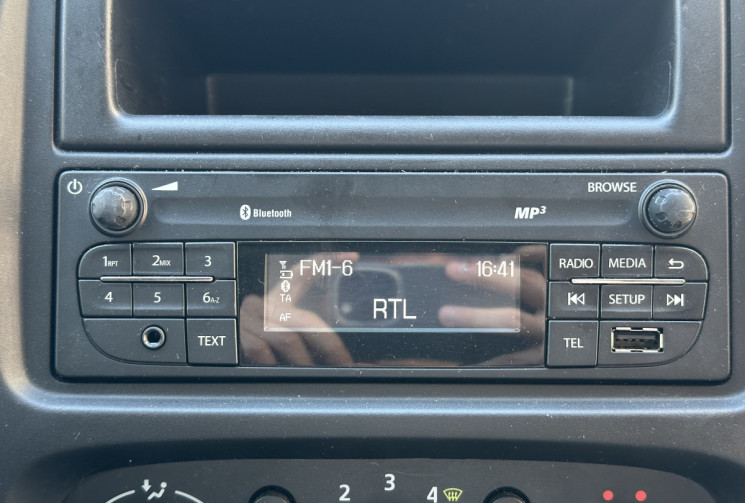 Bluetooth MP3 BROWSE
FM1-6 16:41
TA
RTL
AF
1RPT 2MIX 3
4 5 6A-Z
TEXT
RADIO MEDIA
SETUP
TEL
2 3 4